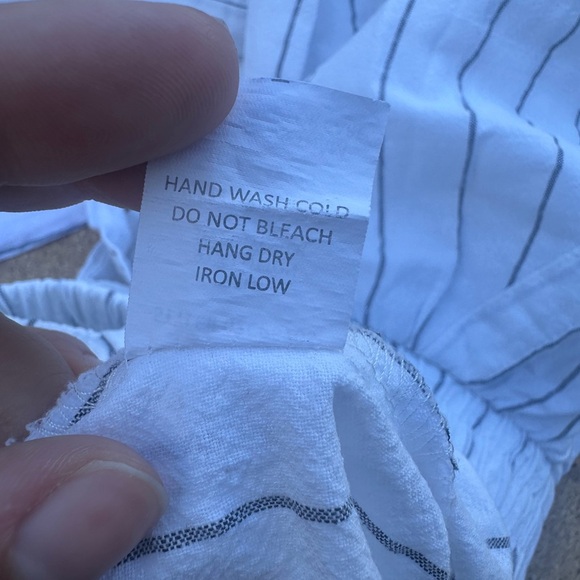 HAND WASH COLD
DO NOT BLEACH
HANG DRY
IRON LOW